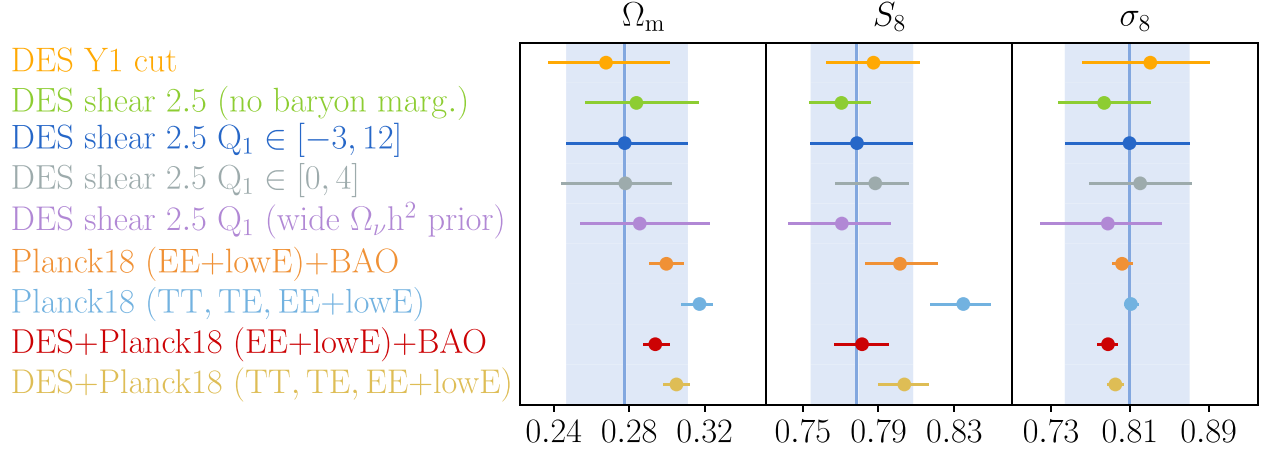 Ωm S8 σ8
DES Y1 cut
DES shear 2.5 (no baryon marg.)
DES shear 2.5 Q1 ∈ [−3, 12]
DES shear 2.5 Q1 ∈ [0, 4]
DES shear 2.5 Q1 (wide Ωνh² prior)
Planck18 (EE+lowE)+BAO
Planck18 (TT, TE, EE+lowE)
DES+Planck18 (EE+lowE)+BAO
DES+Planck18 (TT, TE, EE+lowE)
0.24 0.28 0.32 0.75 0.79 0.83 0.73 0.81 0.89